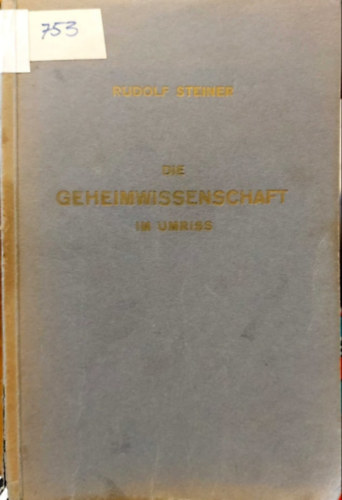 753
RUDOLF STEINER
DIE
GEHEIMWISSENSCHAFT
IM UMRISS